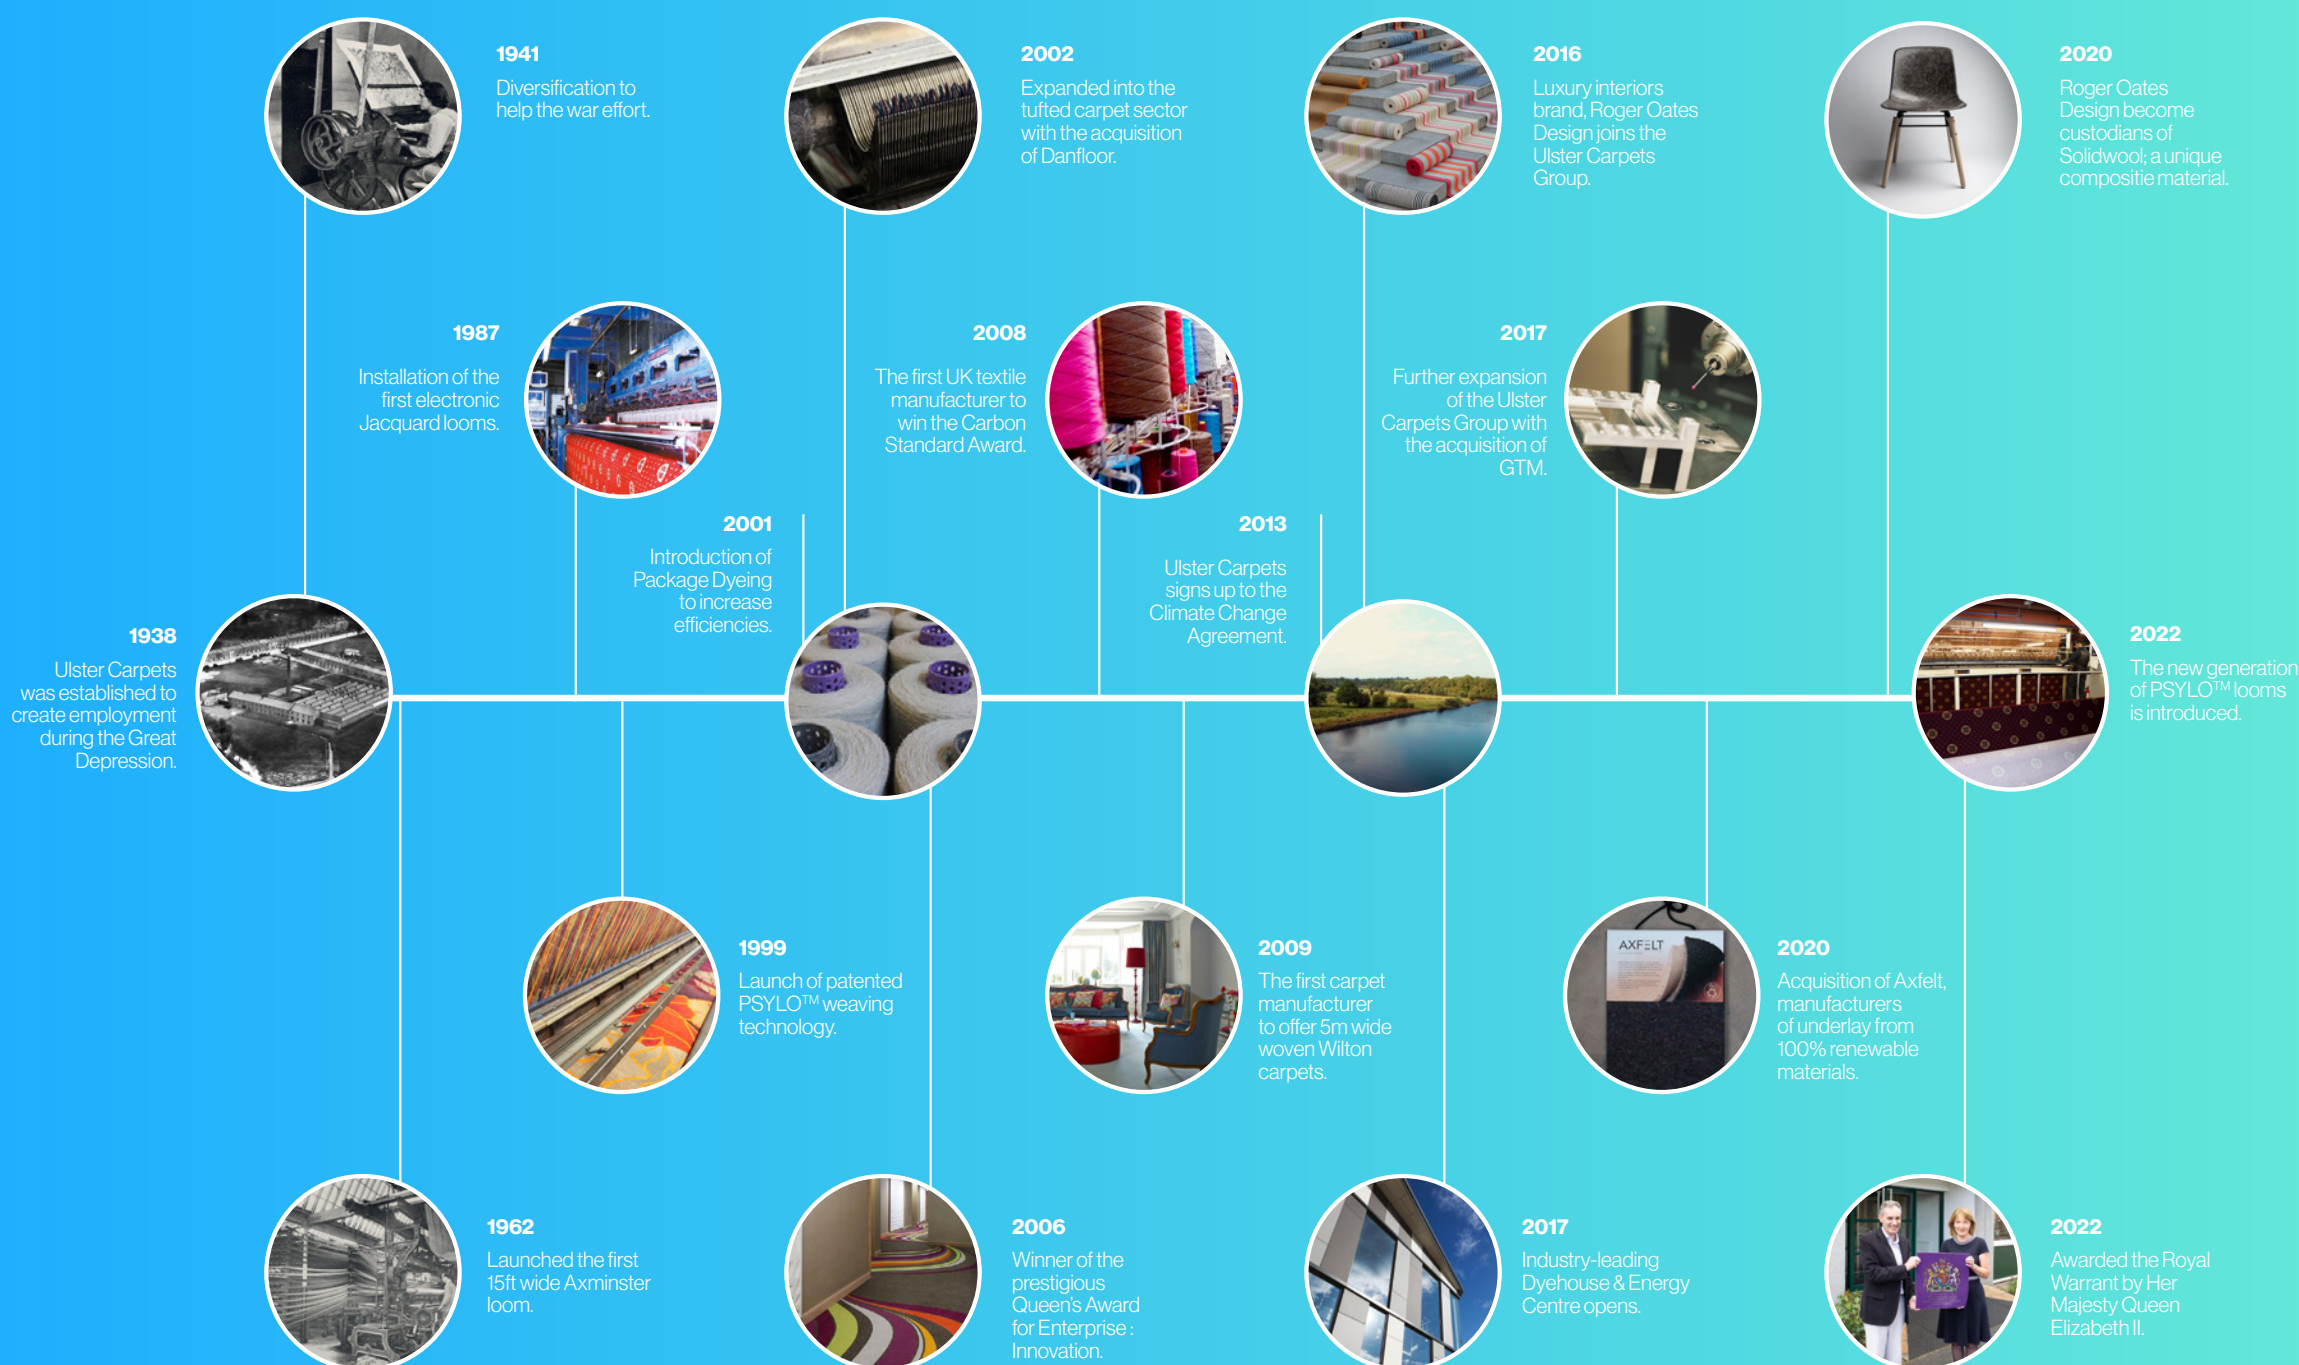 1941
Diversification to
help the war effort.
2002
Expanded into the
tufted carpet sector
with the acquisition
of Danfloor.
2016
Luxury interiors
brand, Roger Oates
Design joins the
Ulster Carpets
Group.
2020
Roger Oates
Design become
custodians of
Solidwool; a unique
compositie material.
1987
Installation of the
first electronic
Jacquard looms.
2008
The first UK textile
manufacturer to
win the Carbon
Standard Award.
2017
Further expansion
of the Ulster
Carpets Group with
the acquisition of
GTM.
2001
Introduction of
Package Dyeing
to increase
efficiencies.
2013
Ulster Carpets
signs up to the
Climate Change
Agreement.
1938
Ulster Carpets
was established to
create employment
during the Great
Depression.
2022
The new generation
of PSYLO™ looms
is introduced.
1999
Launch of patented
PSYLO™ weaving
technology.
2009
The first carpet
manufacturer
to offer 5m wide
woven Wilton
carpets.
AXFELT
2020
Acquisition of Axfelt,
manufacturers
of underlay from
100% renewable
materials.
1962
Launched the first
15ft wide Axminster
loom.
2006
Winner of the
prestigious
Queen's Award
for Enterprise :
Innovation.
2017
Industry-leading
Dyehouse & Energy
Centre opens.
2022
Awarded the Royal
Warrant by Her
Majesty Queen
Elizabeth II.